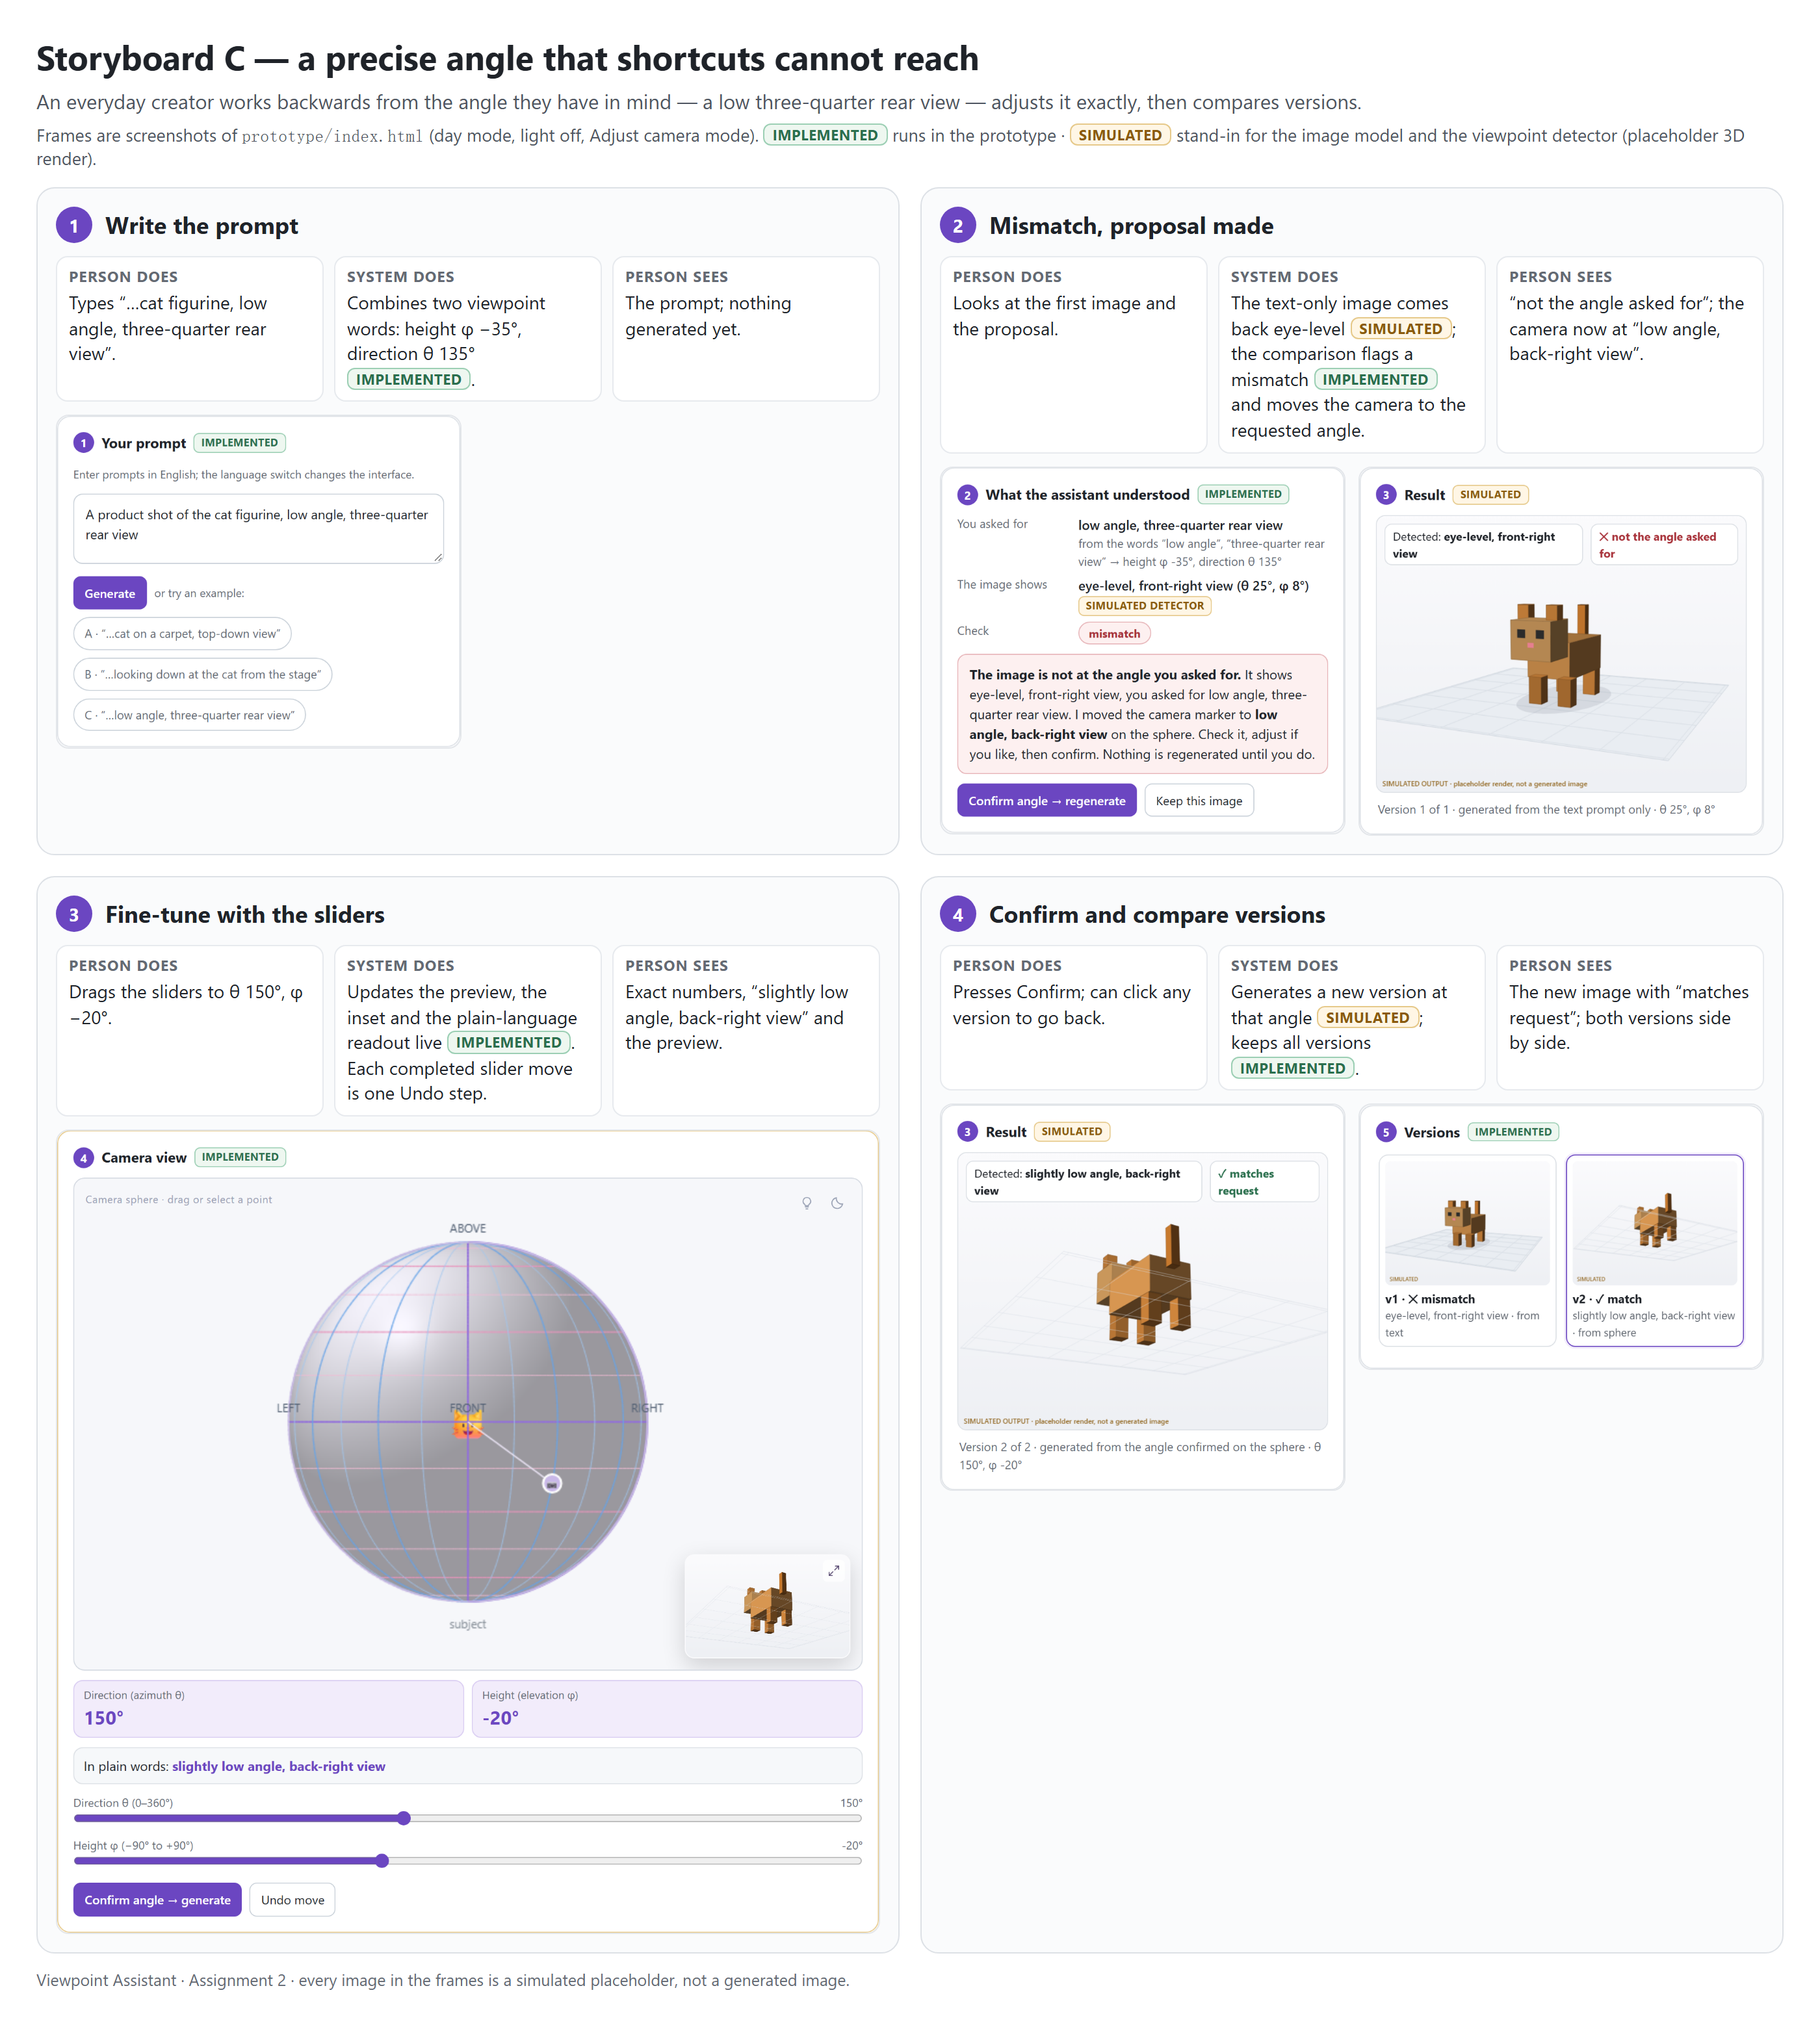 Storyboard C — a precise angle that shortcuts cannot reach
An everyday creator works backwards from the angle they have in mind — a low three-quarter rear view — adjusts it exactly, then compares versions.
Frames are screenshots of prototype/index.html (day mode, light off, Adjust camera mode). IMPLEMENTED runs in the prototype · SIMULATED stand-in for the image model and the viewpoint detector (placeholder 3D
render).
1 Write the prompt
PERSON DOES
Types “…cat figurine, low
angle, three-quarter rear
view”.
SYSTEM DOES
Combines two viewpoint
words: height φ −35°,
direction θ 135°
IMPLEMENTED.
PERSON SEES
The prompt; nothing
generated yet.
1 Your prompt IMPLEMENTED
Enter prompts in English; the language switch changes the interface.
A product shot of the cat figurine, low angle, three-quarter
rear view
Generate or try an example:
A · “…cat on a carpet, top-down view”
B · “…looking down at the cat from the stage”
C · “…low angle, three-quarter rear view”
2 Mismatch, proposal made
PERSON DOES
Looks at the first image and
the proposal.
SYSTEM DOES
The text-only image comes
back eye-level SIMULATED;
the comparison flags a
mismatch IMPLEMENTED
and moves the camera to the
requested angle.
PERSON SEES
“not the angle asked for”; the
camera now at “low angle,
back-right view”.
2 What the assistant understood IMPLEMENTED
You asked for low angle, three-quarter rear view
from the words “low angle”, “three-quarter rear
view” → height φ -35°, direction θ 135°
The image shows eye-level, front-right view (θ 25°, φ 8°)
SIMULATED DETECTOR
Check mismatch
The image is not at the angle you asked for. It shows
eye-level, front-right view, you asked for low angle, three-
quarter rear view. I moved the camera marker to low
angle, back-right view on the sphere. Check it, adjust if
you like, then confirm. Nothing is regenerated until you do.
Confirm angle → regenerate Keep this image
3 Result SIMULATED
Detected: eye-level, front-right
view
✕ not the angle asked
for
SIMULATED OUTPUT · placeholder render, not a generated image
Version 1 of 1 · generated from the text prompt only · θ 25°, φ 8°
3 Fine-tune with the sliders
PERSON DOES
Drags the sliders to θ 150°, φ
−20°.
SYSTEM DOES
Updates the preview, the
inset and the plain-language
readout live IMPLEMENTED.
Each completed slider move
is one Undo step.
PERSON SEES
Exact numbers, “slightly low
angle, back-right view” and
the preview.
4 Camera view IMPLEMENTED
Camera sphere · drag or select a point
ABOVE
LEFT FRONT RIGHT
subject
Direction (azimuth θ)
150°
Height (elevation φ)
-20°
In plain words: slightly low angle, back-right view
Direction θ (0–360°) 150°
Height φ (−90° to +90°) -20°
Confirm angle → generate Undo move
4 Confirm and compare versions
PERSON DOES
Presses Confirm; can click any
version to go back.
SYSTEM DOES
Generates a new version at
that angle SIMULATED;
keeps all versions
IMPLEMENTED.
PERSON SEES
The new image with “matches
request”; both versions side
by side.
3 Result SIMULATED
Detected: slightly low angle, back-right
view
✓ matches
request
SIMULATED OUTPUT · placeholder render, not a generated image
Version 2 of 2 · generated from the angle confirmed on the sphere · θ
150°, φ -20°
5 Versions IMPLEMENTED
SIMULATED
v1 · ✕ mismatch
eye-level, front-right view · from
text
SIMULATED
v2 · ✓ match
slightly low angle, back-right view
· from sphere
Viewpoint Assistant · Assignment 2 · every image in the frames is a simulated placeholder, not a generated image.